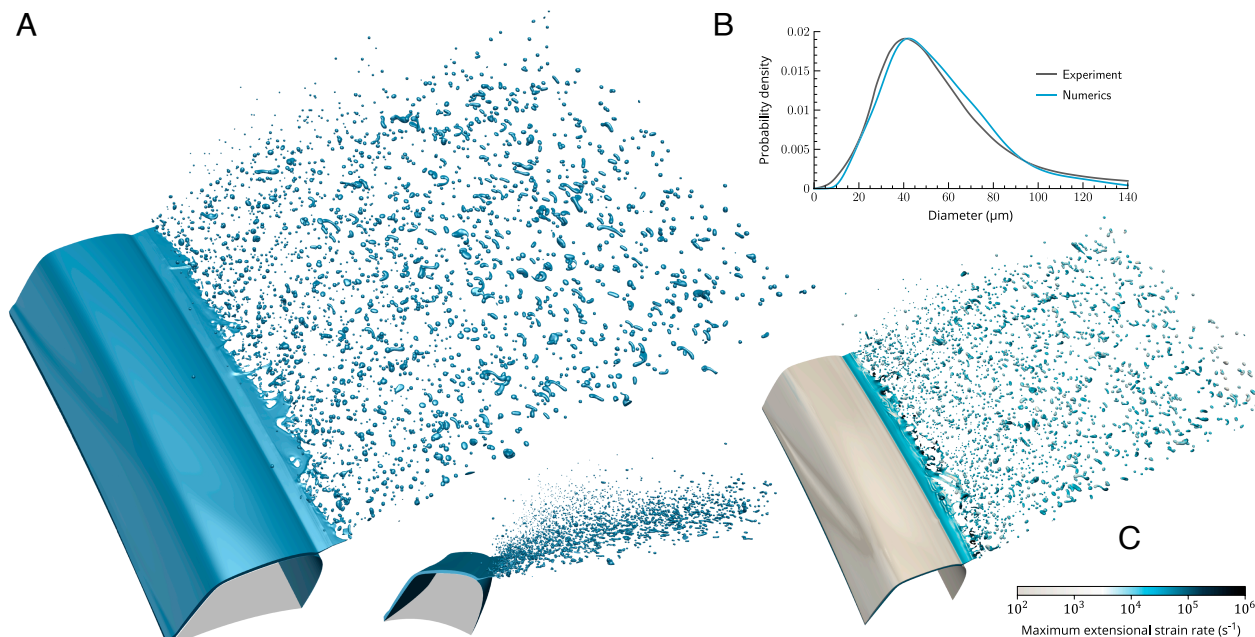 A
B
0.02
0.015
0.01
0.005
0
Probability density
Experiment
Numerics
0 20 40 60 80 100 120 140
Diameter (µm)
C
10² 10³ 10⁴ 10⁵ 10⁶
Maximum extensional strain rate (s⁻¹)